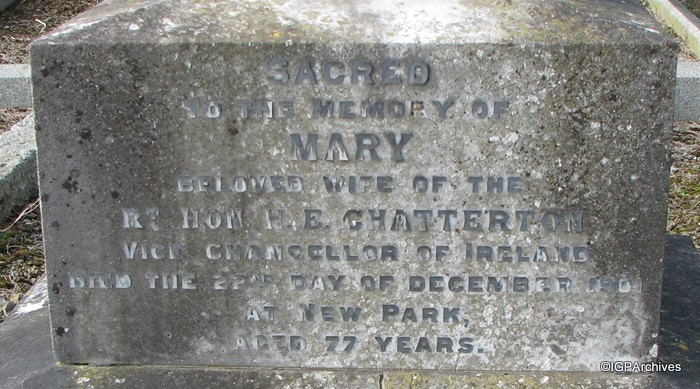 SACRED
TO THE MEMORY OF
MARY
BELOVED WIFE OF THE
RT HON. H. E. CHATTERTON
VICE CHANCELLOR OF IRELAND
DIED THE 22ND DAY OF DECEMBER 1901
AT NEW PARK,
AGED 77 YEARS.
©IGPArchives